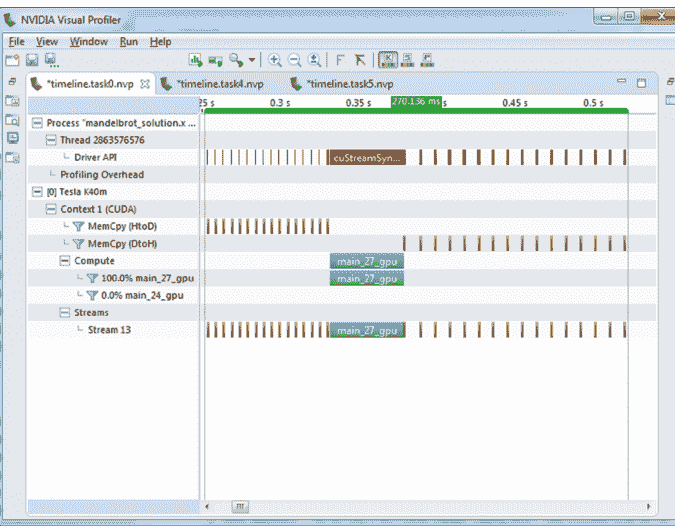 NVIDIA Visual Profiler
File View Window Run Help
*timeline.task0.nvp *timeline.task4.nvp *timeline.task5.nvp
5 s 0.3 s 0.35 s 270.136 ms 0.45 s 0.5 s
Process "mandelbrot_solution.x ...
Thread 2863576576
Driver API cuStreamSyn...
Profiling Overhead
[0] Tesla K40m
Context 1 (CUDA)
MemCpy (HtoD)
MemCpy (DtoH)
Compute main_27_gpu
100.0% main_27_gpu main_27_gpu
0.0% main_24_gpu
Streams
Stream 13 main_27_gpu